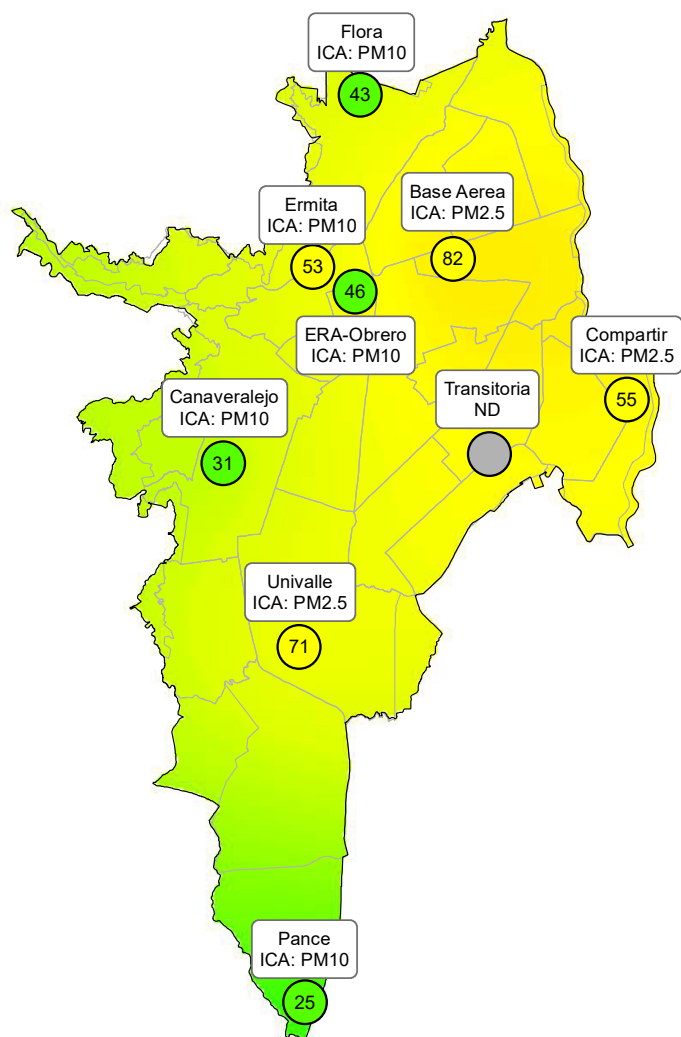 Flora
ICA: PM10
43
Ermita
ICA: PM10
53
Base Aerea
ICA: PM2.5
82
46
ERA-Obrero
ICA: PM10
Compartir
ICA: PM2.5
55
Canaveralejo
ICA: PM10
31
Transitoria
ND
Univalle
ICA: PM2.5
71
Pance
ICA: PM10
25